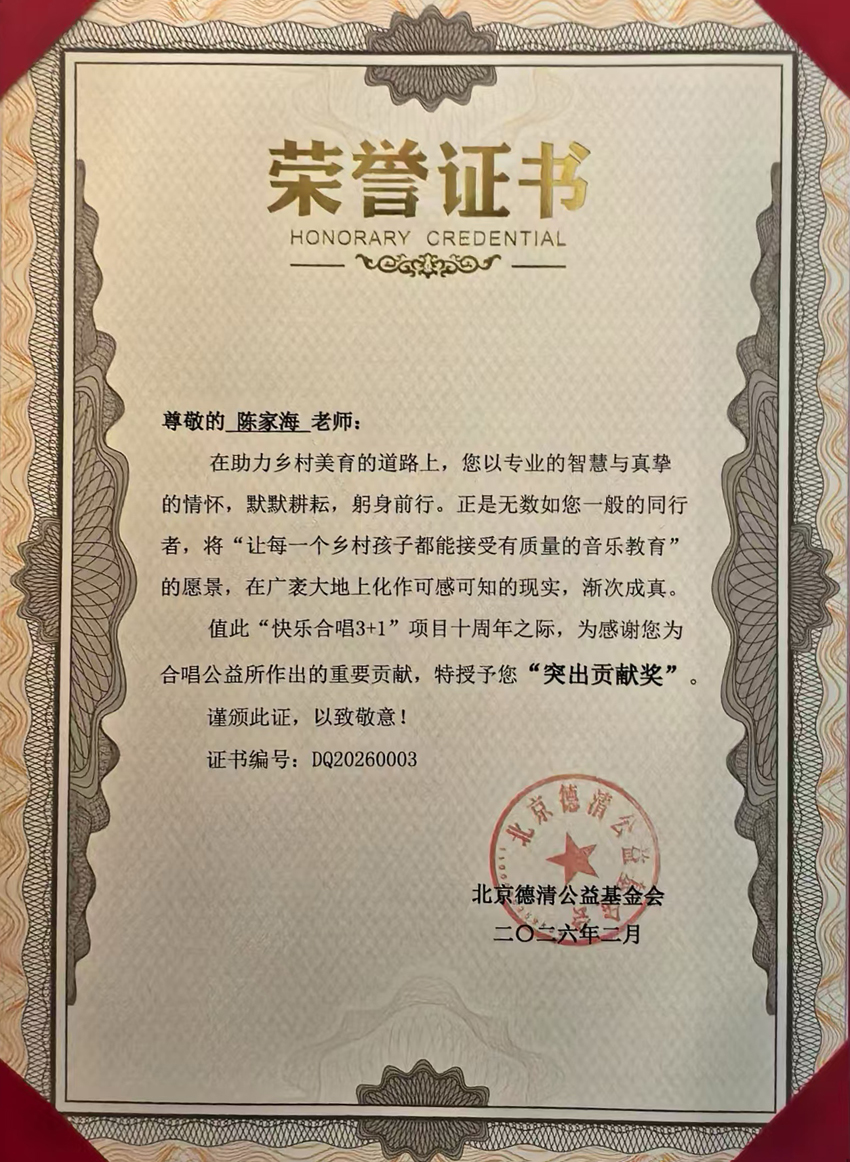 荣誉证书
HONORARY CREDENTIAL
尊敬的 陈家海 老师：
在助力乡村美育的道路上，您以专业的智慧与真挚
的情怀，默默耕耘，躬身前行。正是无数如您一般的同行
者，将“让每一个乡村孩子都能接受有质量的音乐教育”
的愿景，在广袤大地上化作可感可知的现实，渐次成真。
值此“快乐合唱3+1”项目十周年之际，为感谢您为
合唱公益所作出的重要贡献，特授予您“突出贡献奖”。
谨颁此证，以致敬意！
证书编号：DQ20260003
北京德清公益基金会
北京德清公益基金会
二〇二六年二月